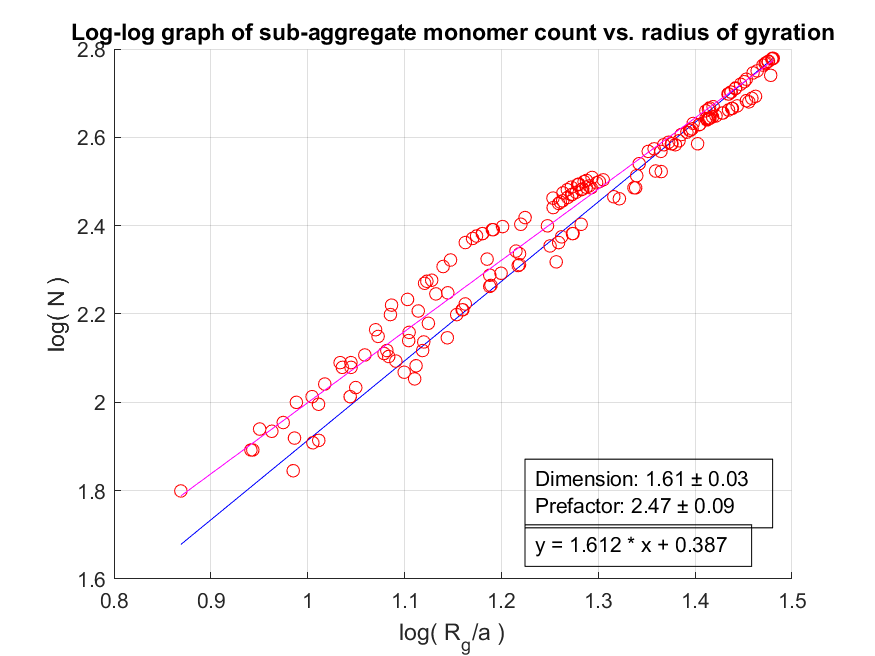 Log-log graph of sub-aggregate monomer count vs. radius of gyration
log( N )
2.8
2.6
2.4
2.2
2
1.8
1.6
Dimension: 1.61 ± 0.03
Prefactor: 2.47 ± 0.09
y = 1.612 * x + 0.387
0.8 0.9 1 1.1 1.2 1.3 1.4 1.5
log( R_g/a )